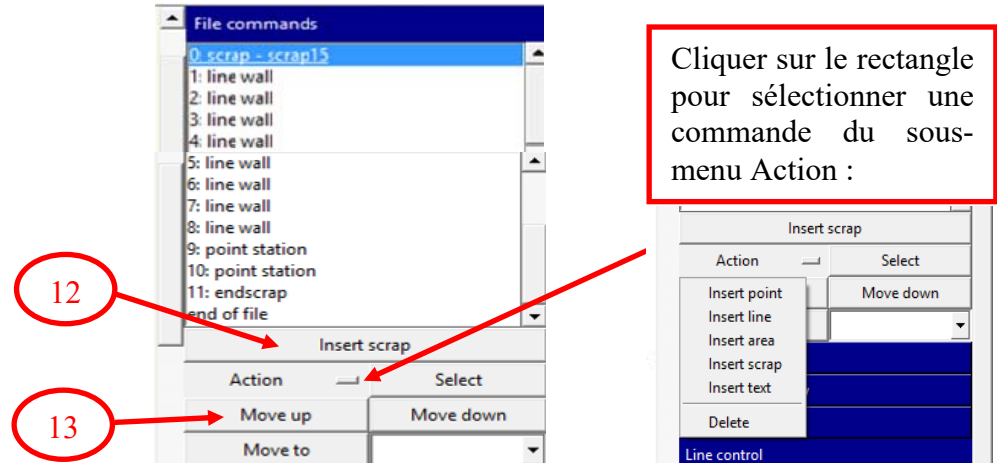 File commands
0: scrap - scrap15
1: line wall
2: line wall
3: line wall
4: line wall
5: line wall
6: line wall
7: line wall
8: line wall
9: point station
10: point station
11: endscrap
end of file
Insert scrap
Action
Select
Move up
Move down
Move to
12
13
Cliquer sur le rectangle
pour sélectionner une
commande du sous-
menu Action :
Insert scrap
Action
Select
Insert point
Move down
Insert line
Insert area
Insert scrap
Insert text
Delete
Line control